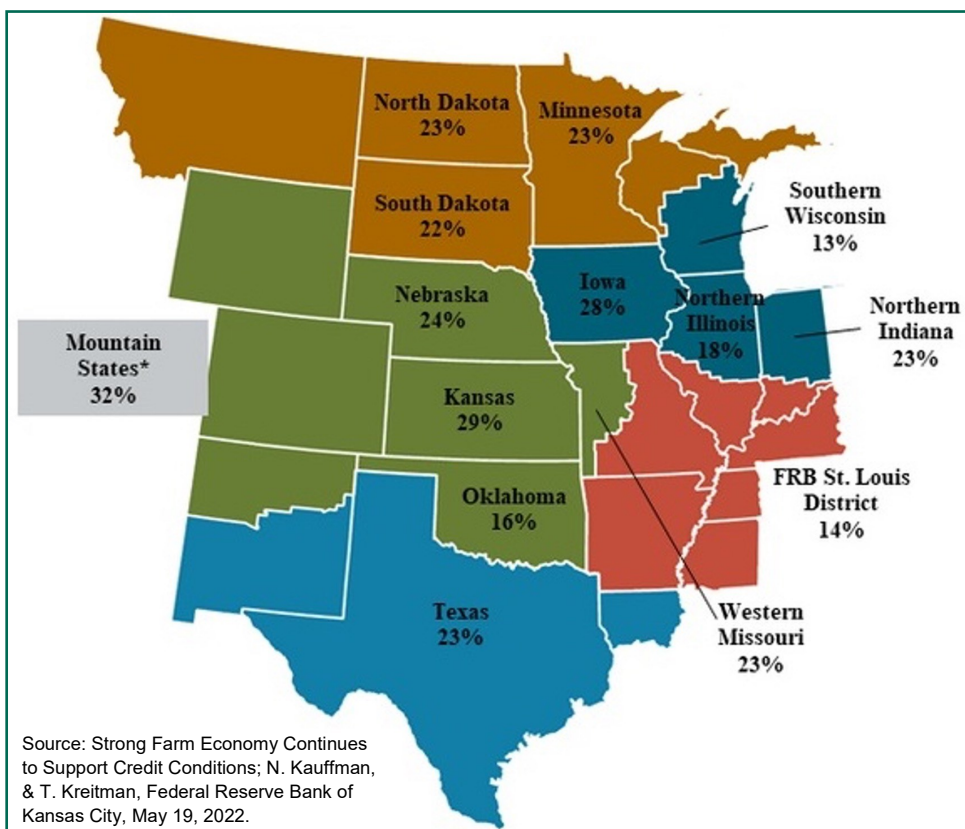 North Dakota
23%
Minnesota
23%
South Dakota
22%
Southern
Wisconsin
13%
Nebraska
24%
Iowa
28%
Northern
Illinois
18%
Northern
Indiana
23%
Mountain
States*
32%
Kansas
29%
Oklahoma
16%
FRB St. Louis
District
14%
Texas
23%
Western
Missouri
23%
Source: Strong Farm Economy Continues
to Support Credit Conditions; N. Kauffman,
& T. Kreitman, Federal Reserve Bank of
Kansas City, May 19, 2022.